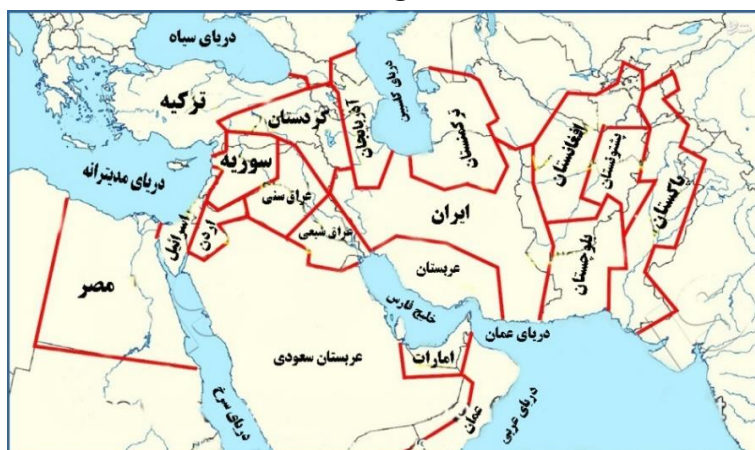 دریای سیاه
ترکیه
کردستان
آذربایجان
دریای کاسپین
ترکمنستان
افغانستان
پشتونستان
پاکستان
دریای مدیترانه
سوریه
عراق سنی
عراق شیعی
اسرائیل
اردن
ایران
بلوچستان
مصر
عربستان
خلیج فارس
دریای عمان
امارات
عربستان سعودی
عمان
دریای سرخ
دریای عربی